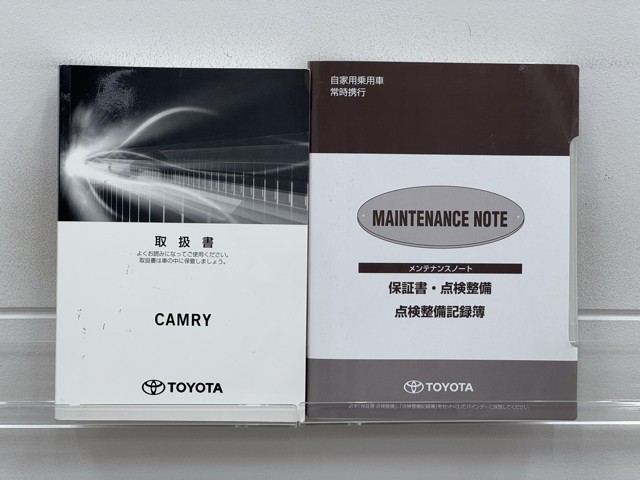 取扱書
よくお読みになってご使用ください。
取扱書は車の中に保管しましょう。
CAMRY
TOYOTA
自家用乗用車
常時携行
MAINTENANCE NOTE
メンテナンスノート
保証書・点検整備
点検整備記録簿
TOYOTA